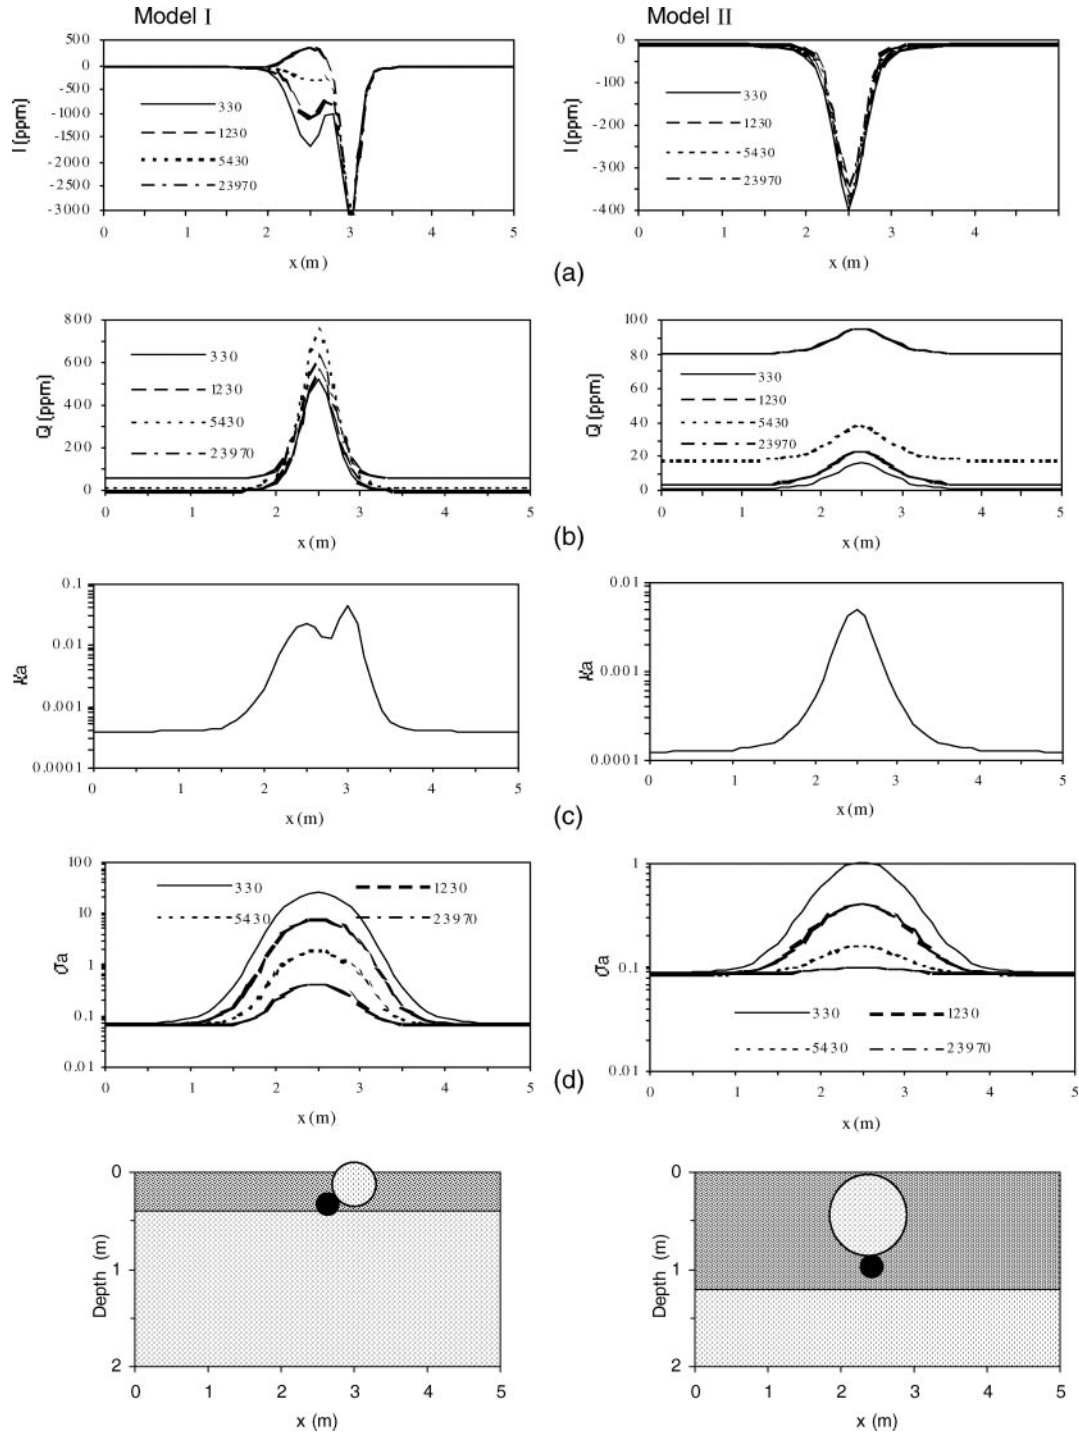 Model I
Model II
500
0
-500
-1000
-1500
-2000
-2500
-3000
I (ppm)
330
1230
5430
23970
0 1 2 3 4 5
x (m)
0
-100
-200
-300
-400
I (ppm)
330
1230
5430
23970
0 1 2 3 4 5
x (m)
(a)
800
600
400
200
0
Q (ppm)
330
1230
5430
23970
0 1 2 3 4 5
x (m)
100
80
60
40
20
0
Q (ppm)
330
1230
5430
23970
0 1 2 3 4 5
x (m)
(b)
0.1
0.01
0.001
0.0001
κa
0 1 2 3 4 5
x (m)
0.01
0.001
0.0001
κa
0 1 2 3 4 5
x (m)
(c)
100
10
1
0.1
0.01
σa
330
1230
5430
23970
0 1 2 3 4 5
x (m)
1
0.1
0.01
σa
330
1230
5430
23970
0 1 2 3 4 5
x (m)
(d)
0
1
2
Depth (m)
0 1 2 3 4 5
x (m)
0
1
2
Depth (m)
0 1 2 3 4 5
x (m)